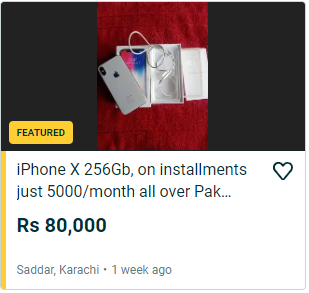 FEATURED
iPhone X 256Gb, on installments
just 5000/month all over Pak...
Rs 80,000
Saddar, Karachi • 1 week ago